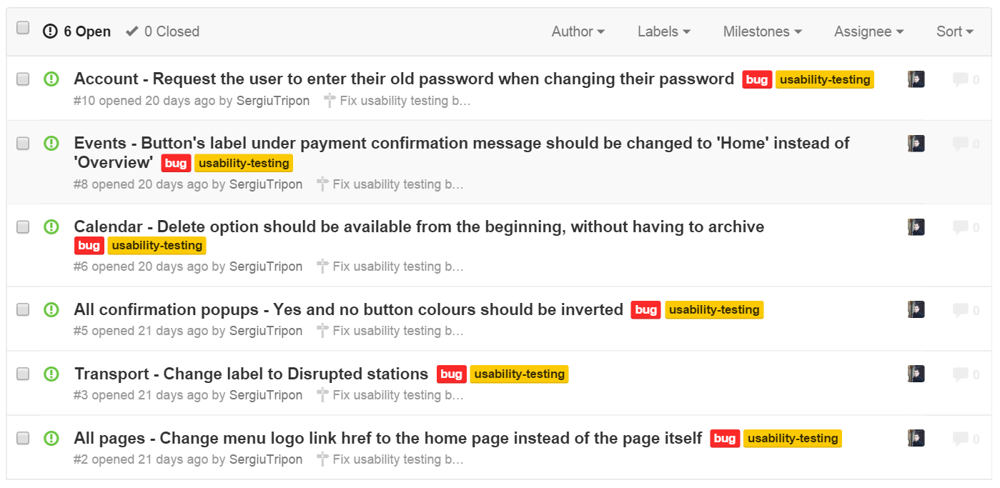 6 Open 0 Closed Author Labels Milestones Assignee Sort
Account - Request the user to enter their old password when changing their password bug usability-testing 0
#10 opened 20 days ago by SergiuTripon Fix usability testing b…
Events - Button's label under payment confirmation message should be changed to 'Home' instead of 0
'Overview' bug usability-testing
#8 opened 20 days ago by SergiuTripon Fix usability testing b…
Calendar - Delete option should be available from the beginning, without having to archive 0
bug usability-testing
#6 opened 20 days ago by SergiuTripon Fix usability testing b…
All confirmation popups - Yes and no button colours should be inverted bug usability-testing 0
#5 opened 21 days ago by SergiuTripon Fix usability testing b…
Transport - Change label to Disrupted stations bug usability-testing 0
#3 opened 21 days ago by SergiuTripon Fix usability testing b…
All pages - Change menu logo link href to the home page instead of the page itself bug usability-testing 0
#2 opened 21 days ago by SergiuTripon Fix usability testing b…